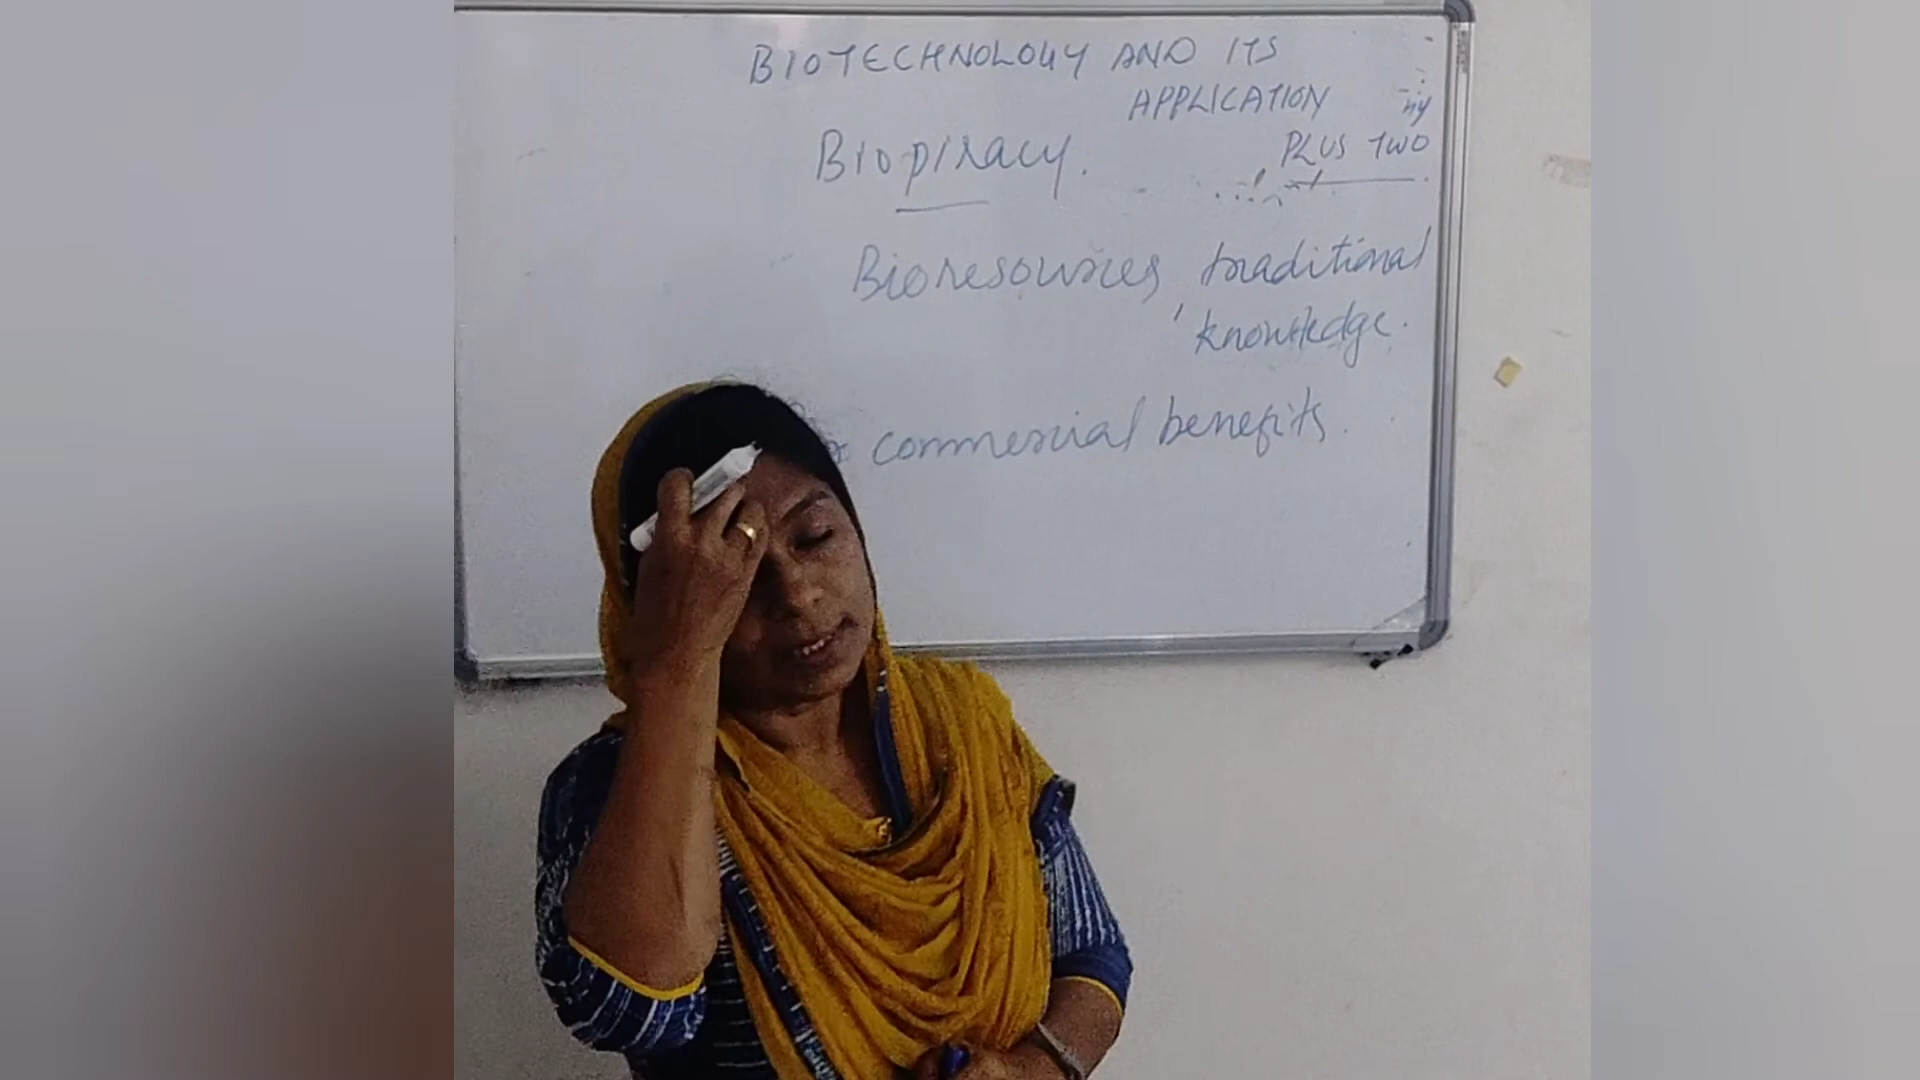 BIOTECHNOLOGY AND ITS
APPLICATION
Biopiracy.
PLUS TWO
Bioresources, traditional
knowledge.
commercial benefits.